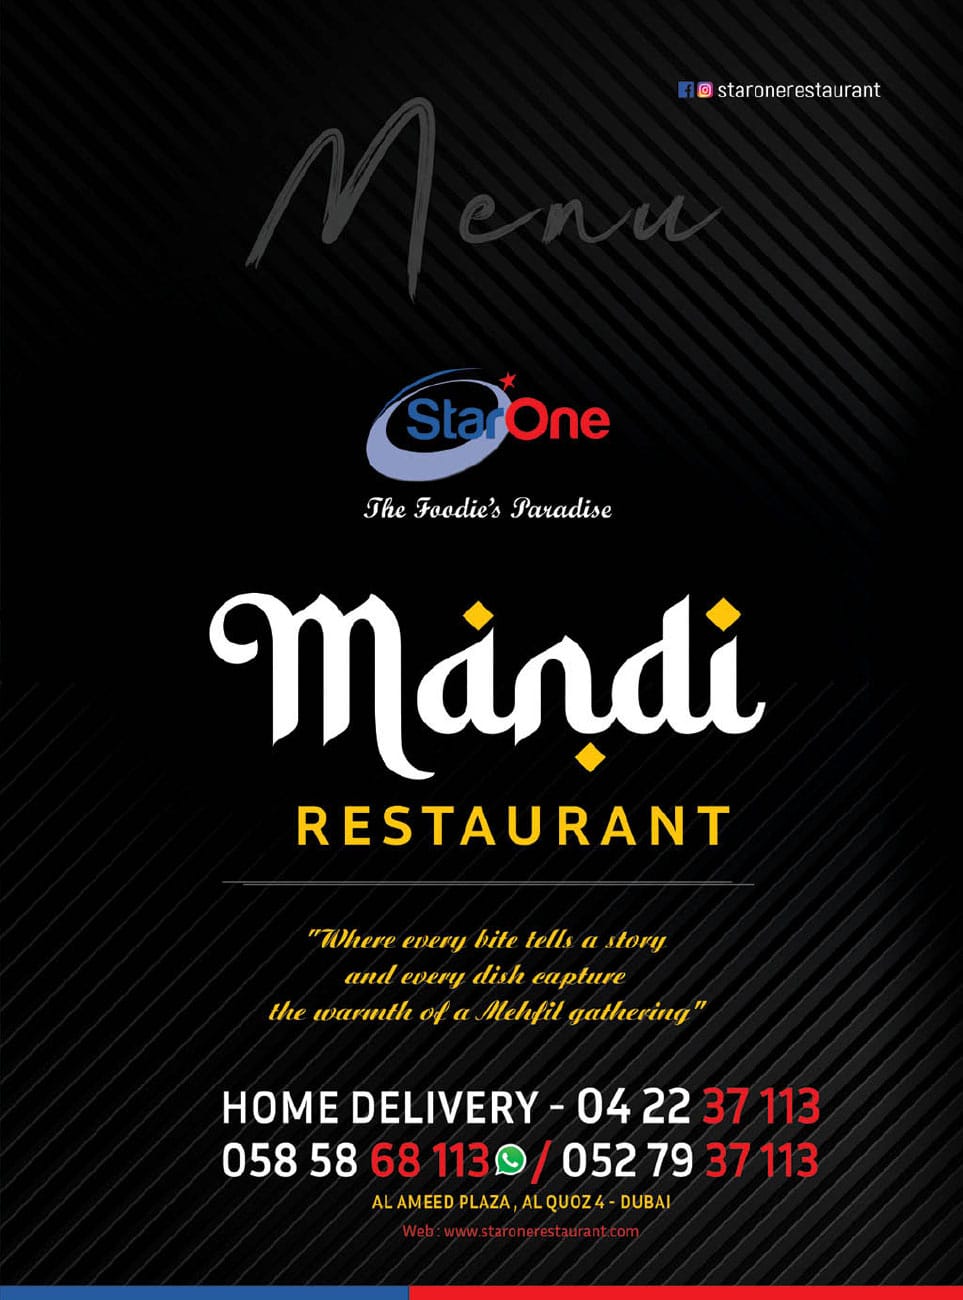 staronerestaurant
Menu
StarOne
The Foodie's Paradise
Mandi
RESTAURANT
"Where every bite tells a story
and every dish capture
the warmth of a Mehfil gathering"
HOME DELIVERY - 04 22 37 113
058 58 68 113 / 052 79 37 113
AL AMEED PLAZA , AL QUOZ 4 - DUBAI
Web : www.staronerestaurant.com